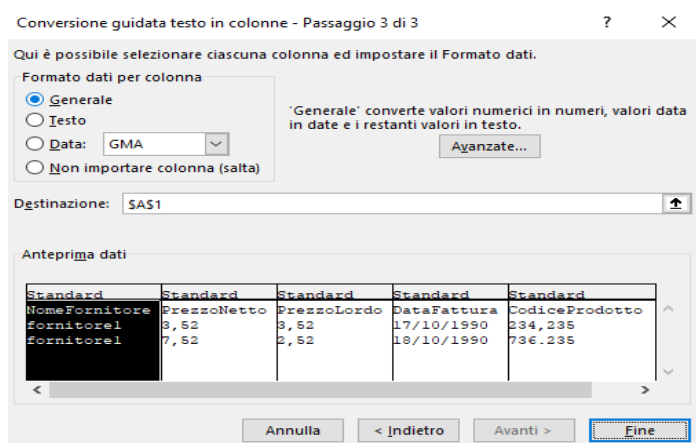 Conversione guidata testo in colonne - Passaggio 3 di 3 ?
Qui è possibile selezionare ciascuna colonna ed impostare il Formato dati.
Formato dati per colonna
Generale
Testo
Data: GMA
Non importare colonna (salta)
'Generale' converte valori numerici in numeri, valori data
in date e i restanti valori in testo.
Avanzate...
Destinazione: $A$1
Anteprima dati
Standard Standard Standard Standard Standard
NomeFornitore PrezzoNetto PrezzoLordo DataFattura CodiceProdotto
fornitore1 3,52 3,52 17/10/1990 234,235
fornitore1 7,52 2,52 18/10/1990 736.235
Annulla < Indietro Avanti > Fine